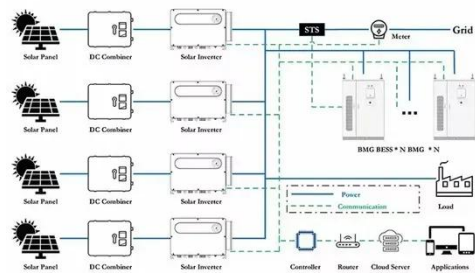 STS
Meter
Grid
Solar Panel DC Combiner Solar Inverter
Solar Panel DC Combiner Solar Inverter
BMG BESS * N BMG * N
Solar Panel DC Combiner Solar Inverter
Power
Communication
Load
Solar Panel DC Combiner Solar Inverter
Controller Router Cloud Server Applications